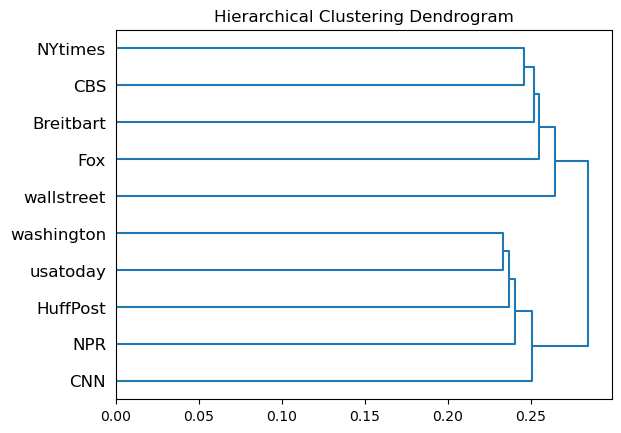 Hierarchical Clustering Dendrogram
NYtimes
CBS
Breitbart
Fox
wallstreet
washington
usatoday
HuffPost
NPR
CNN
0.00 0.05 0.10 0.15 0.20 0.25